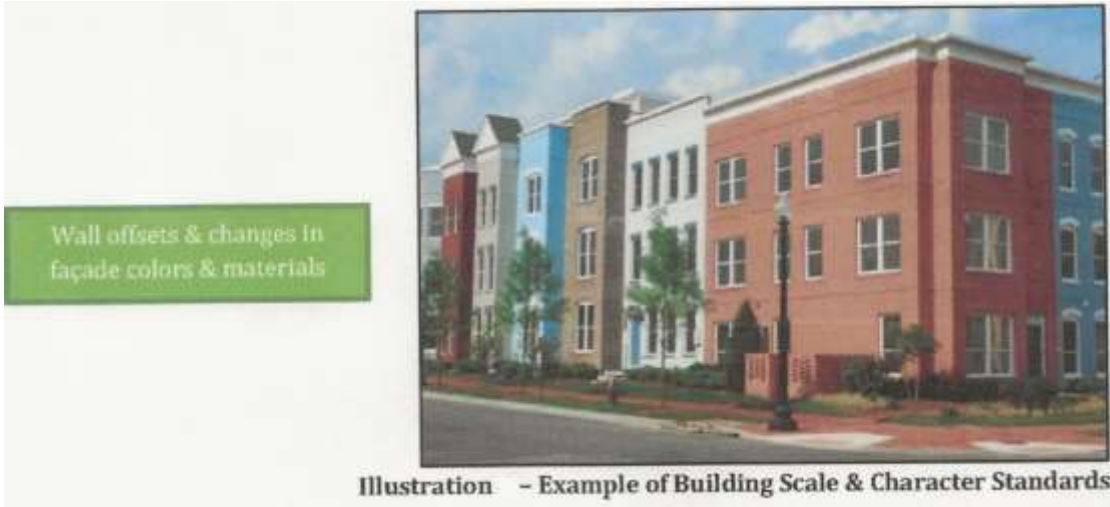 Wall offsets & changes in
façade colors & materials
Illustration – Example of Building Scale & Character Standards